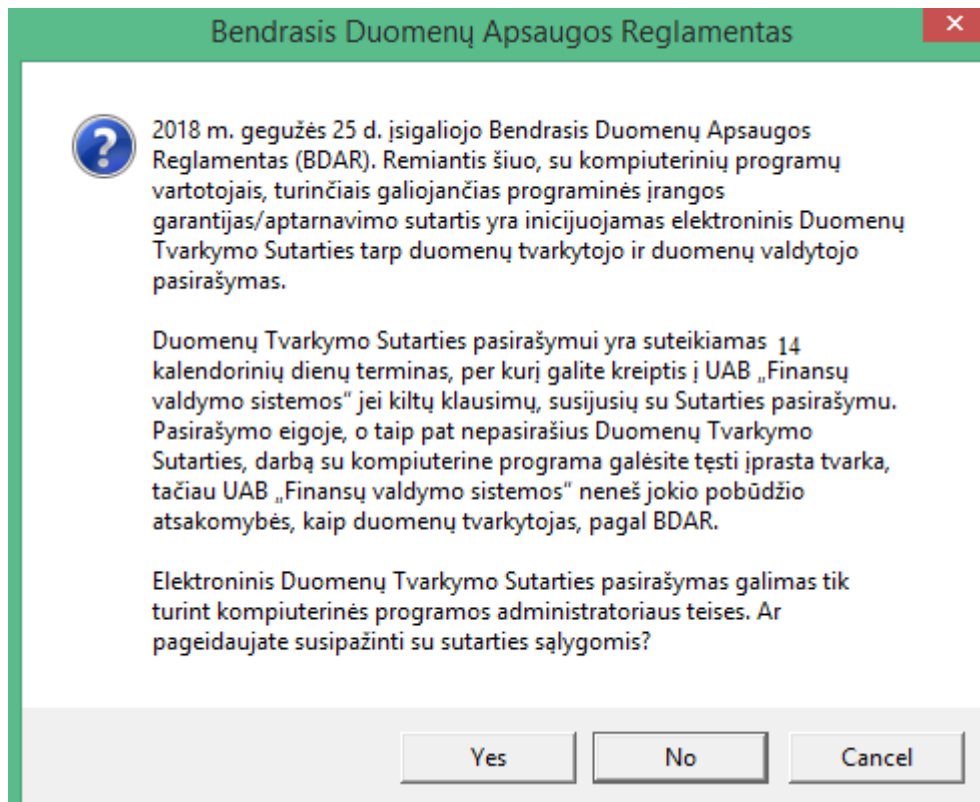 Bendrasis Duomenų Apsaugos Reglamentas
2018 m. gegužės 25 d. įsigaliojo Bendrasis Duomenų Apsaugos
Reglamentas (BDAR). Remiantis šiuo, su kompiuterinių programų
vartotojais, turinčiais galiojančias programinės įrangos
garantijas/aptarnavimo sutartis yra inicijuojamas elektroninis Duomenų
Tvarkymo Sutarties tarp duomenų tvarkytojo ir duomenų valdytojo
pasirašymas.
Duomenų Tvarkymo Sutarties pasirašymui yra suteikiamas 14
kalendorinių dienų terminas, per kurį galite kreiptis į UAB „Finansų
valdymo sistemos“ jei kiltų klausimų, susijusių su Sutarties pasirašymu.
Pasirašymo eigoje, o taip pat nepasirašius Duomenų Tvarkymo
Sutarties, darbą su kompiuterine programa galėsite tęsti įprasta tvarka,
tačiau UAB „Finansų valdymo sistemos“ neneš jokio pobūdžio
atsakomybės, kaip duomenų tvarkytojas, pagal BDAR.
Elektroninis Duomenų Tvarkymo Sutarties pasirašymas galimas tik
turint kompiuterinės programos administratoriaus teises. Ar
pageidaujate susipažinti su sutarties sąlygomis?
Yes No Cancel